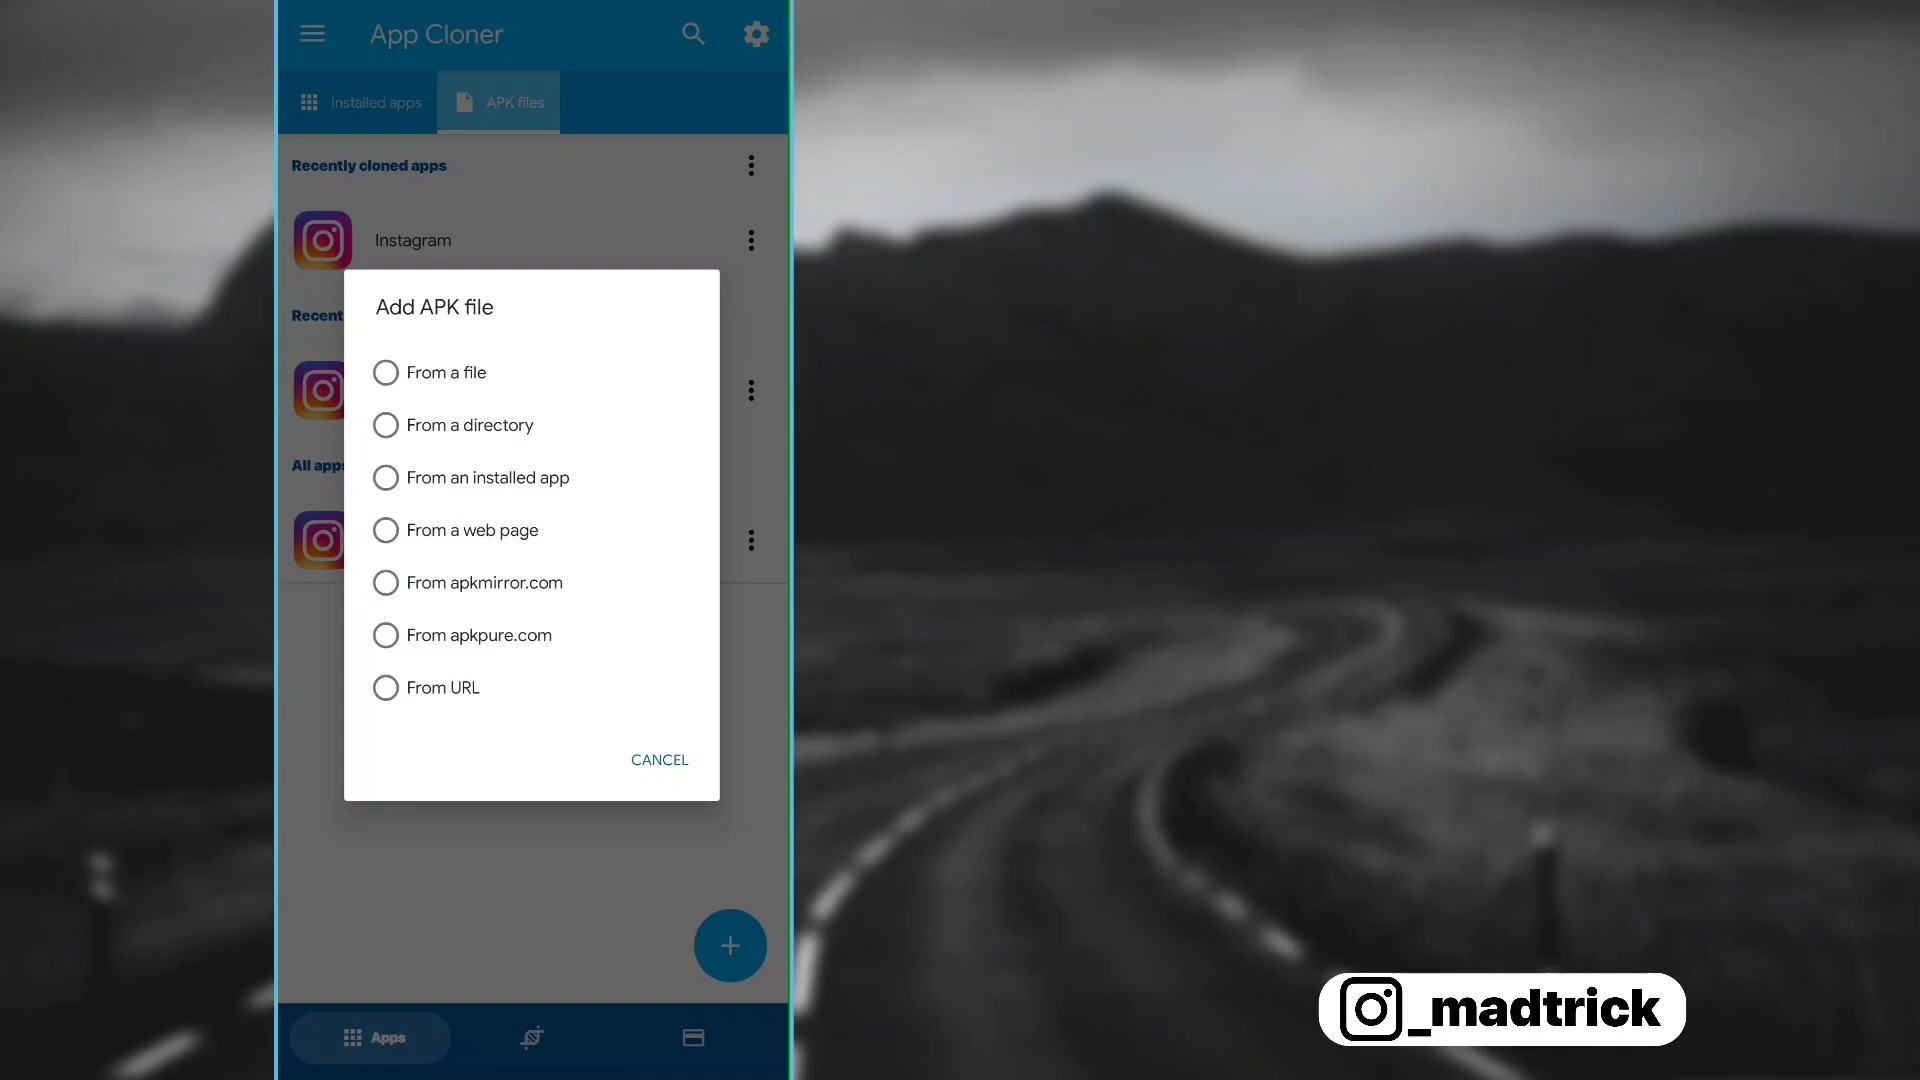 App Cloner
Installed apps
APK files
Recently cloned apps
Instagram
Add APK file
Recent
From a file
From a directory
All apps
From an installed app
From a web page
From apkmirror.com
From apkpure.com
From URL
CANCEL
Apps
_madtrick